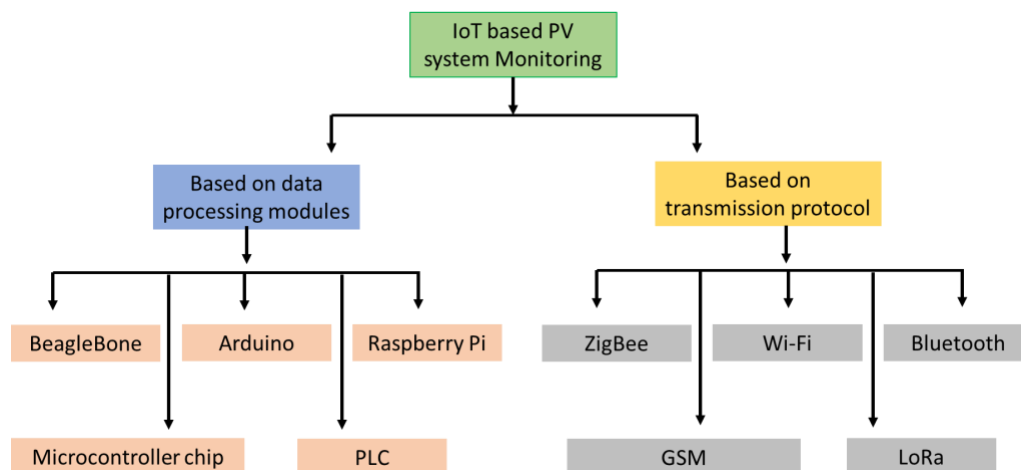 IoT based PV
system Monitoring
Based on data
processing modules
Based on
transmission protocol
BeagleBone
Arduino
Raspberry Pi
ZigBee
Wi-Fi
Bluetooth
Microcontroller chip
PLC
GSM
LoRa